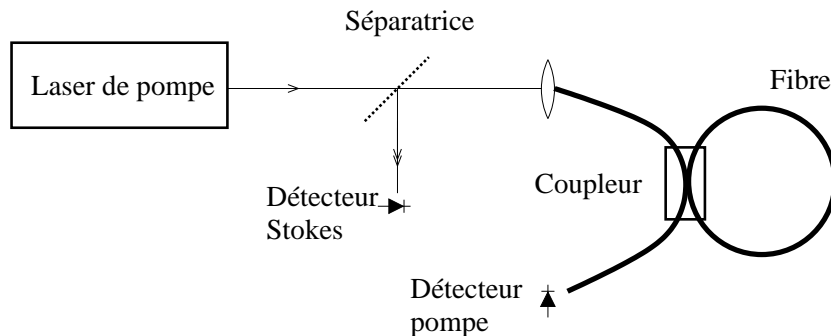 Séparatrice
Laser de pompe
Fibre
Coupleur
Détecteur
Stokes
Détecteur
pompe